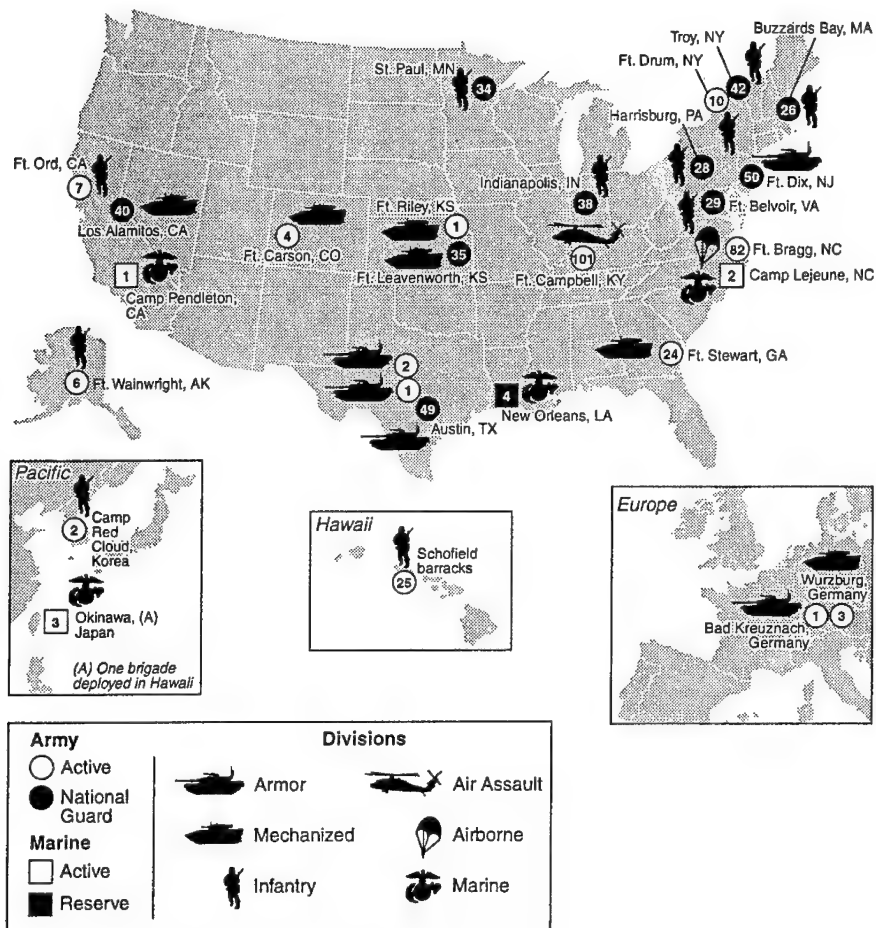 Buzzards Bay, MA
Troy, NY
Ft. Drum, NY
St. Paul, MN
34
42
10
26
Harrisburg, PA
28
Ft. Ord, CA
7
Indianapolis, IN
38
50
Ft. Dix, NJ
40
Los Alamitos, CA
Ft. Riley, KS
1
29
Ft. Belvoir, VA
4
Ft. Carson, CO
35
Ft. Leavenworth, KS
101
Ft. Campbell, KY
82
Ft. Bragg, NC
1
Camp Pendleton,
CA
2
Camp Lejeune, NC
6
Ft. Wainwright, AK
2
1
49
Austin, TX
24
Ft. Stewart, GA
4
New Orleans, LA
Pacific
2
Camp
Red
Cloud,
Korea
3
Okinawa, (A)
Japan
(A) One brigade
deployed in Hawaii
Hawaii
Schofield
barracks
25
Europe
Wurzburg,
Germany
1
3
Bad Kreuznach,
Germany
Army
Active
National
Guard
Marine
Active
Reserve
Divisions
Armor
Mechanized
Infantry
Air Assault
Airborne
Marine